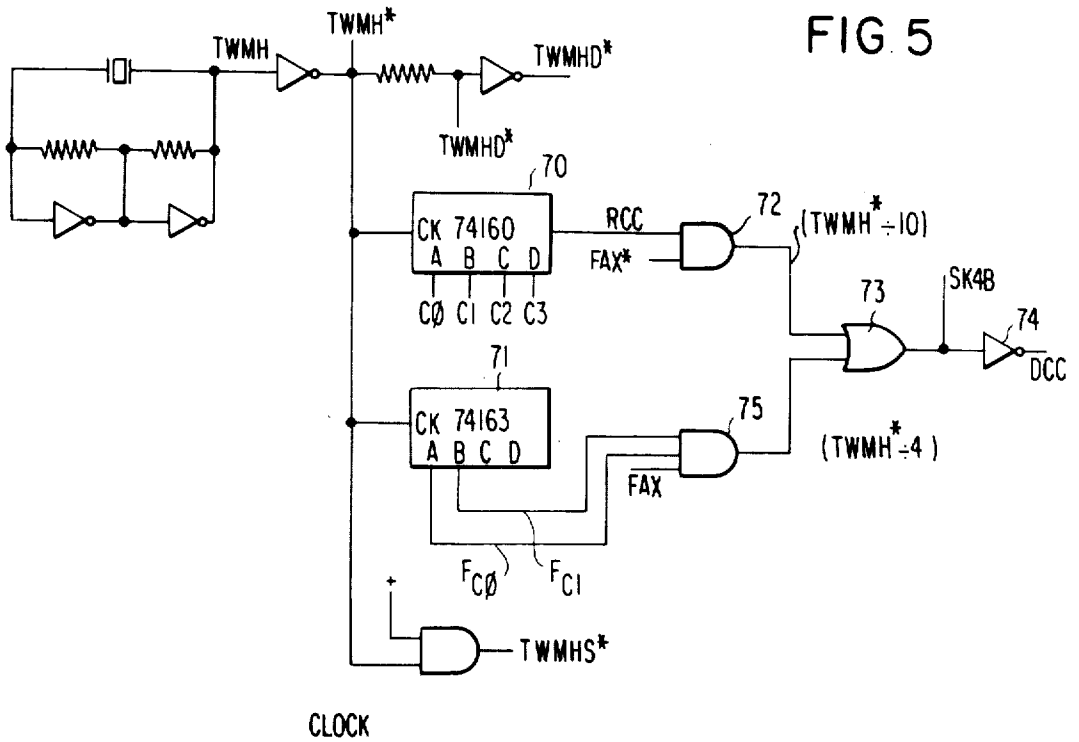 FIG. 5
TWMH*
TWMH
TWMHD*
TWMHD*
70
CK 74160
A B C D
CØ C1 C2 C3
RCC
FAX*
72
(TWMH*÷10)
73
SK4B
74
DCC
71
CK 74163
A B C D
75
FAX
(TWMH*÷4)
FCØ
FC1
+
TWMHS*
CLOCK